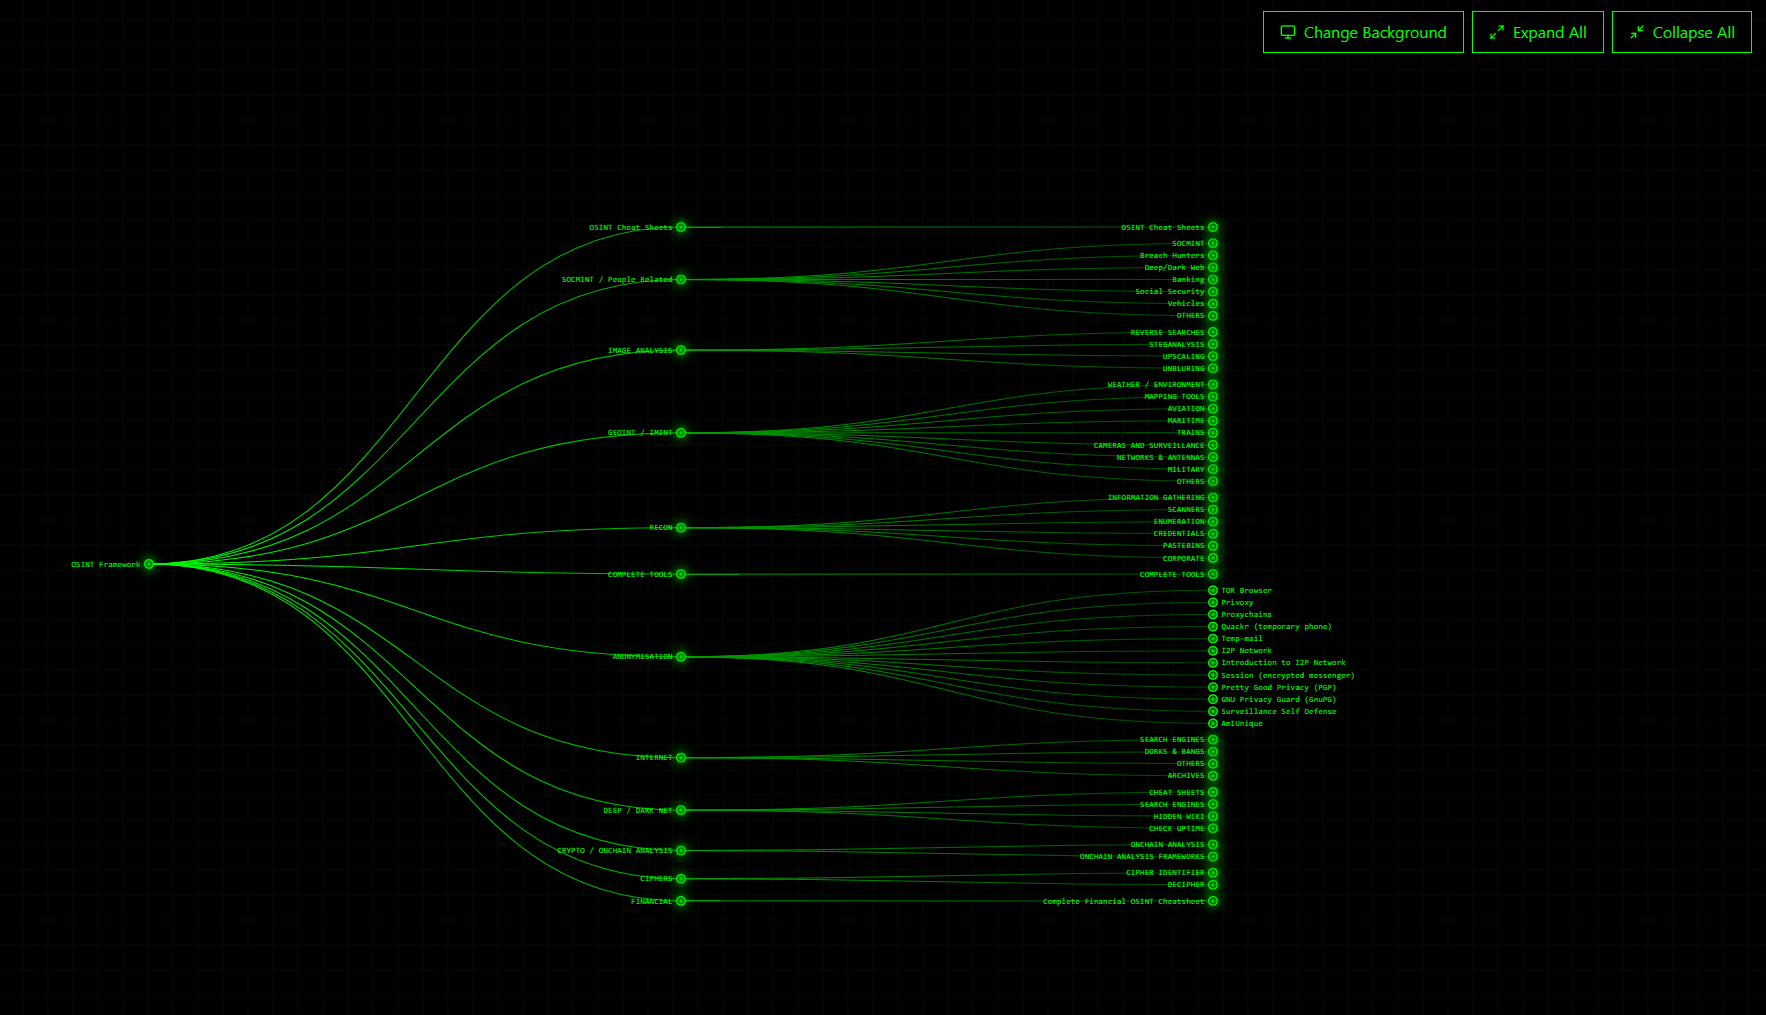 Change Background
Expand All
Collapse All
OSINT Framework
OSINT Cheat Sheets
OSINT Cheat Sheets
SOCMINT / People Related
SOCMINT
Breach Hunters
Deep/Dark Web
Banking
Social Security
Vehicles
OTHERS
IMAGE ANALYSIS
REVERSE SEARCHES
STEGANALYSIS
UPSCALING
UNBLURING
GEOINT / IMINT
WEATHER / ENVIRONMENT
MAPPING TOOLS
AVIATION
MARITIME
TRAINS
CAMERAS AND SURVEILLANCE
NETWORKS & ANTENNAS
MILITARY
OTHERS
RECON
INFORMATION GATHERING
SCANNERS
ENUMERATION
CREDENTIALS
PASTEBINS
CORPORATE
COMPLETE TOOLS
COMPLETE TOOLS
ANONYMISATION
TOR Browser
Privoxy
Proxychains
Quackr (temporary phone)
Temp-mail
I2P Network
Introduction to I2P Network
Session (encrypted messenger)
Pretty Good Privacy (PGP)
GNU Privacy Guard (GnuPG)
Surveillance Self Defense
AmIUnique
INTERNET
SEARCH ENGINES
DORKS & BANGS
OTHERS
ARCHIVES
DEEP / DARK NET
CHEAT SHEETS
SEARCH ENGINES
HIDDEN WIKI
CHECK UPTIME
CRYPTO / ONCHAIN ANALYSIS
ONCHAIN ANALYSIS
ONCHAIN ANALYSIS FRAMEWORKS
CIPHERS
CIPHER IDENTIFIER
DECIPHER
FINANCIAL
Complete Financial OSINT Cheatsheet